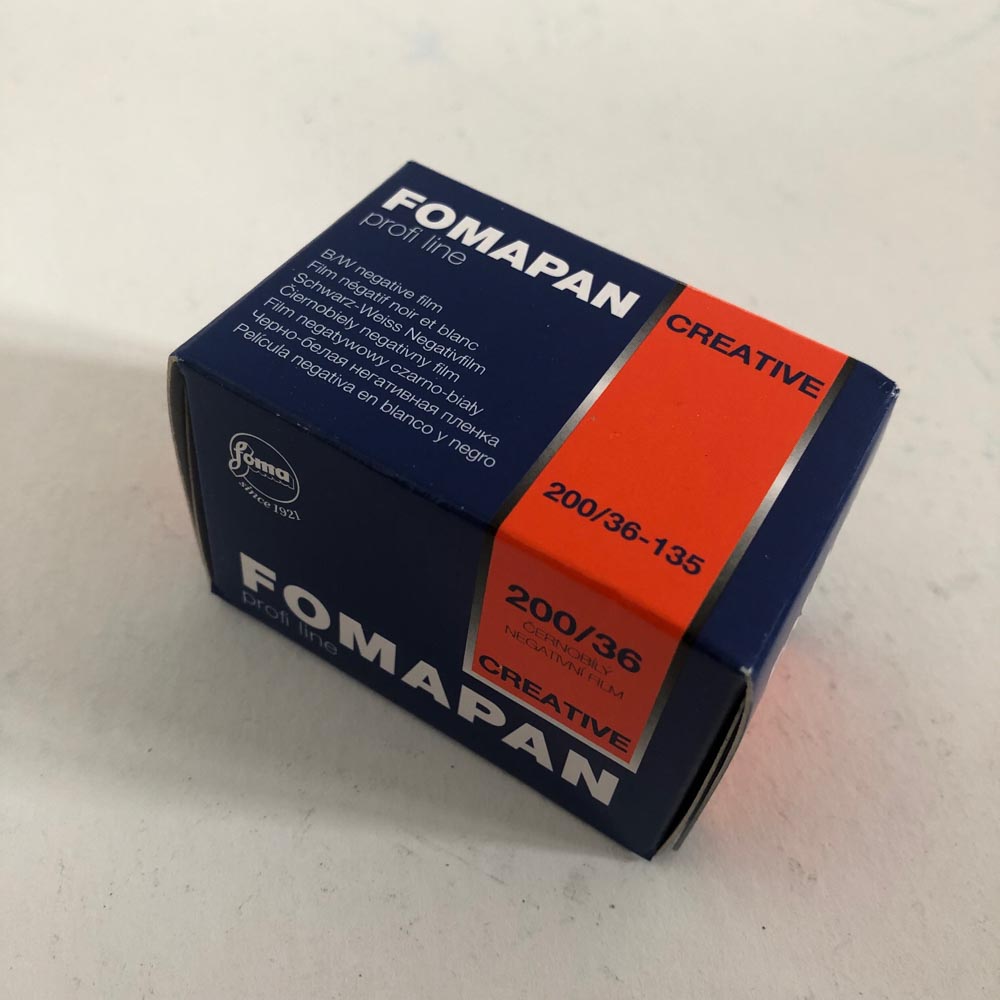 FOMAPAN
profi line
B/W negative film
Film négatif noir et blanc
Schwarz-Weiss Negativfilm
Čiernobiely negatívny film
Film negatywowy czarno-biały
Черно-белая негативная пленка
Película negativa en blanco y negro
CREATIVE
200/36-135
foma
since 1921
FOMAPAN
profi line
200/36
ČERNOBÍLÝ
NEGATIVNÍ FILM
CREATIVE